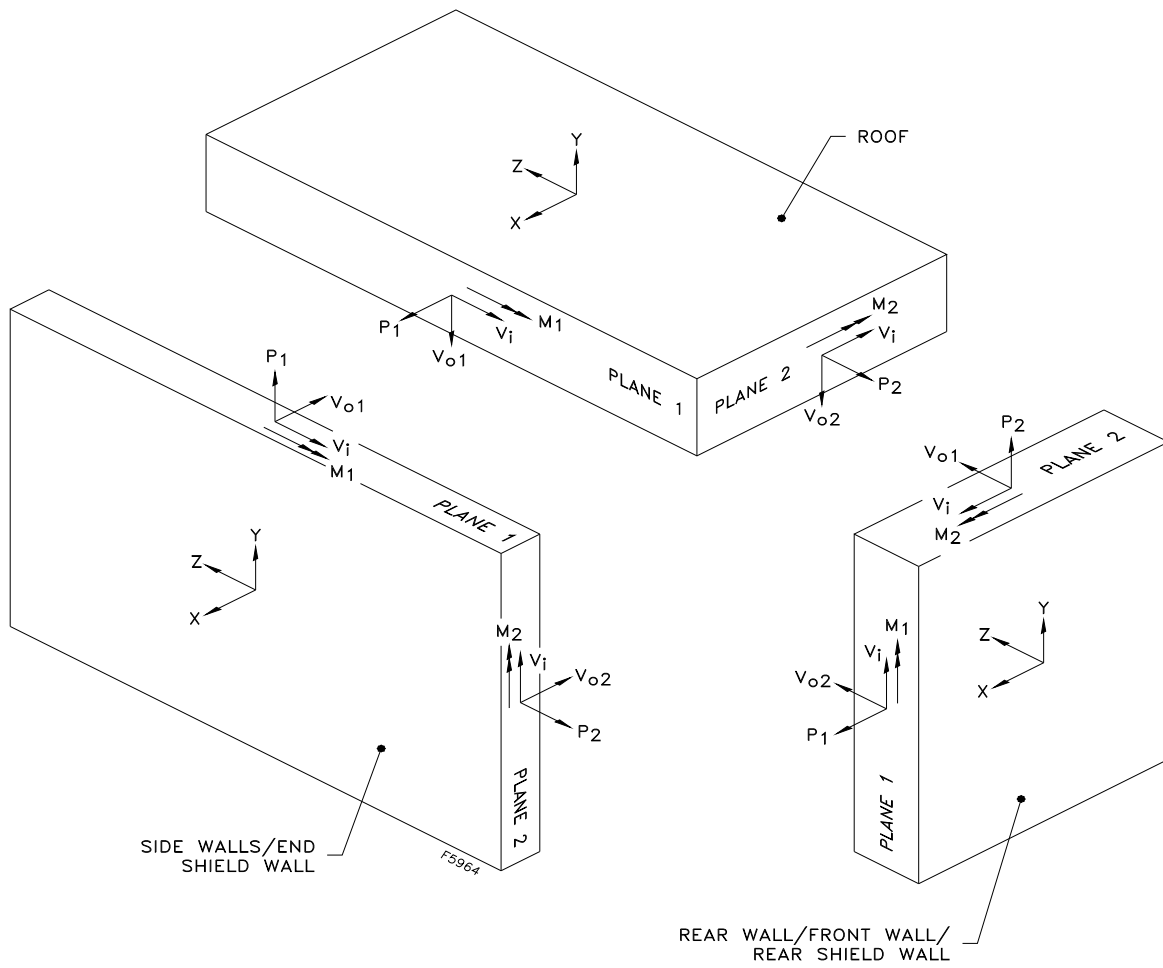 ROOF
Y
Z
X
P1
Vo1
Vi
M1
PLANE 1
PLANE 2
M2
Vi
P2
Vo2
P1
Vo1
Vi
M1
PLANE 1
Y
Z
X
M2
Vi
Vo2
P2
PLANE 2
F5964
SIDE WALLS/END
SHIELD WALL
P2
Vo1
Vi
M2
PLANE 2
M1
Vi
Vo2
P1
PLANE 1
Y
Z
X
REAR WALL/FRONT WALL/
REAR SHIELD WALL